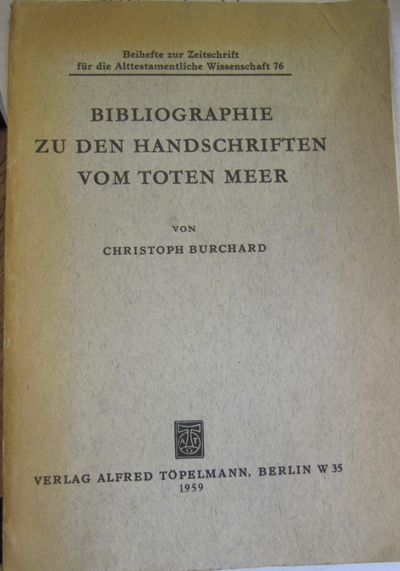 Beihefte zur Zeitschrift
für die Alttestamentliche Wissenschaft 76
BIBLIOGRAPHIE
ZU DEN HANDSCHRIFTEN
VOM TOTEN MEER
VON
CHRISTOPH BURCHARD
A T
VERLAG ALFRED TÖPELMANN, BERLIN W 35
1959